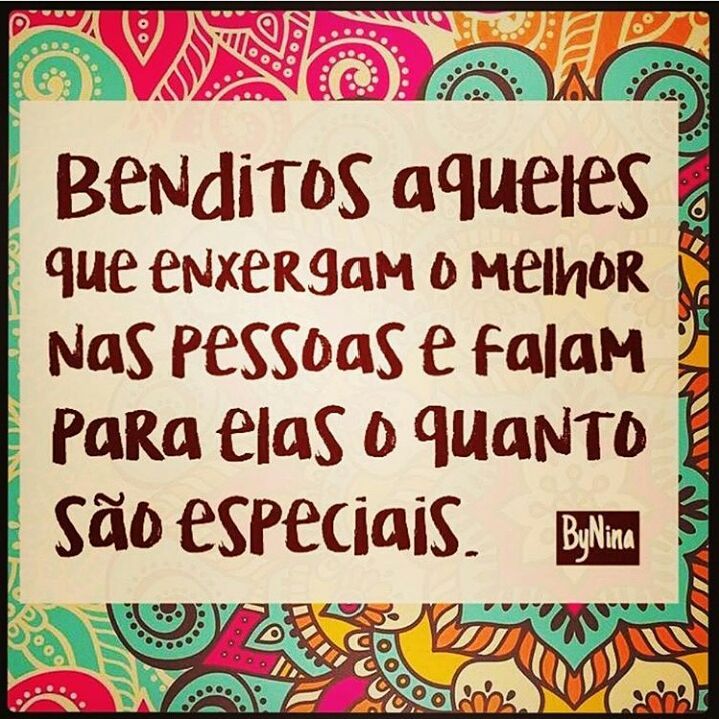 Benditos aqueles
que enxergam o melhor
nas pessoas e falam
para elas o quanto
são especiais.
ByNina